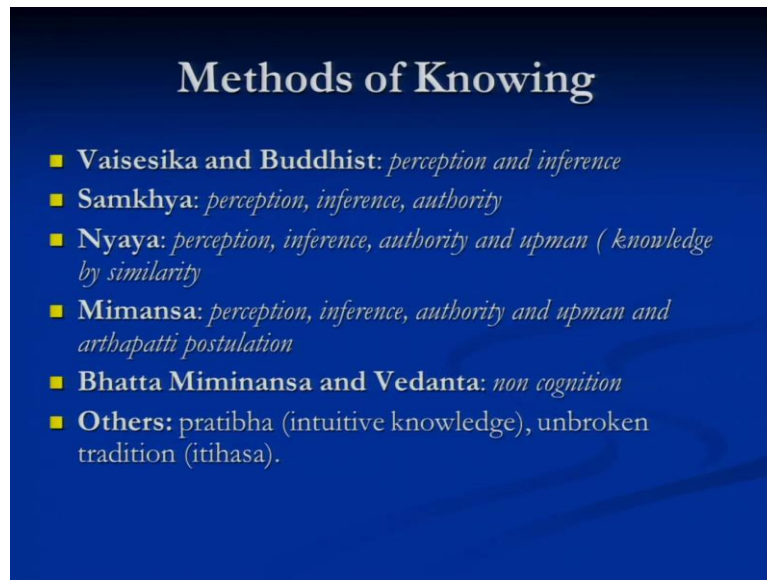 Methods of Knowing
Vaisesika and Buddhist: perception and inference
Samkhya: perception, inference, authority
Nyaya: perception, inference, authority and upman ( knowledge
by similarity
Mimansa: perception, inference, authority and upman and
arthapatti postulation
Bhatta Miminansa and Vedanta: non cognition
Others: pratibha (intuitive knowledge), unbroken
tradition (itihasa).